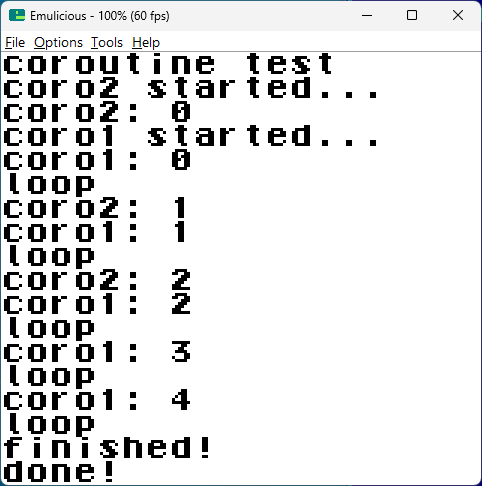 Emulicious - 100% (60 fps)
File Options Tools Help
coroutine test
coro2 started...
coro2: 0
coro1 started...
coro1: 0
loop
coro2: 1
coro1: 1
loop
coro2: 2
coro1: 2
loop
coro1: 3
loop
coro1: 4
loop
finished!
done!